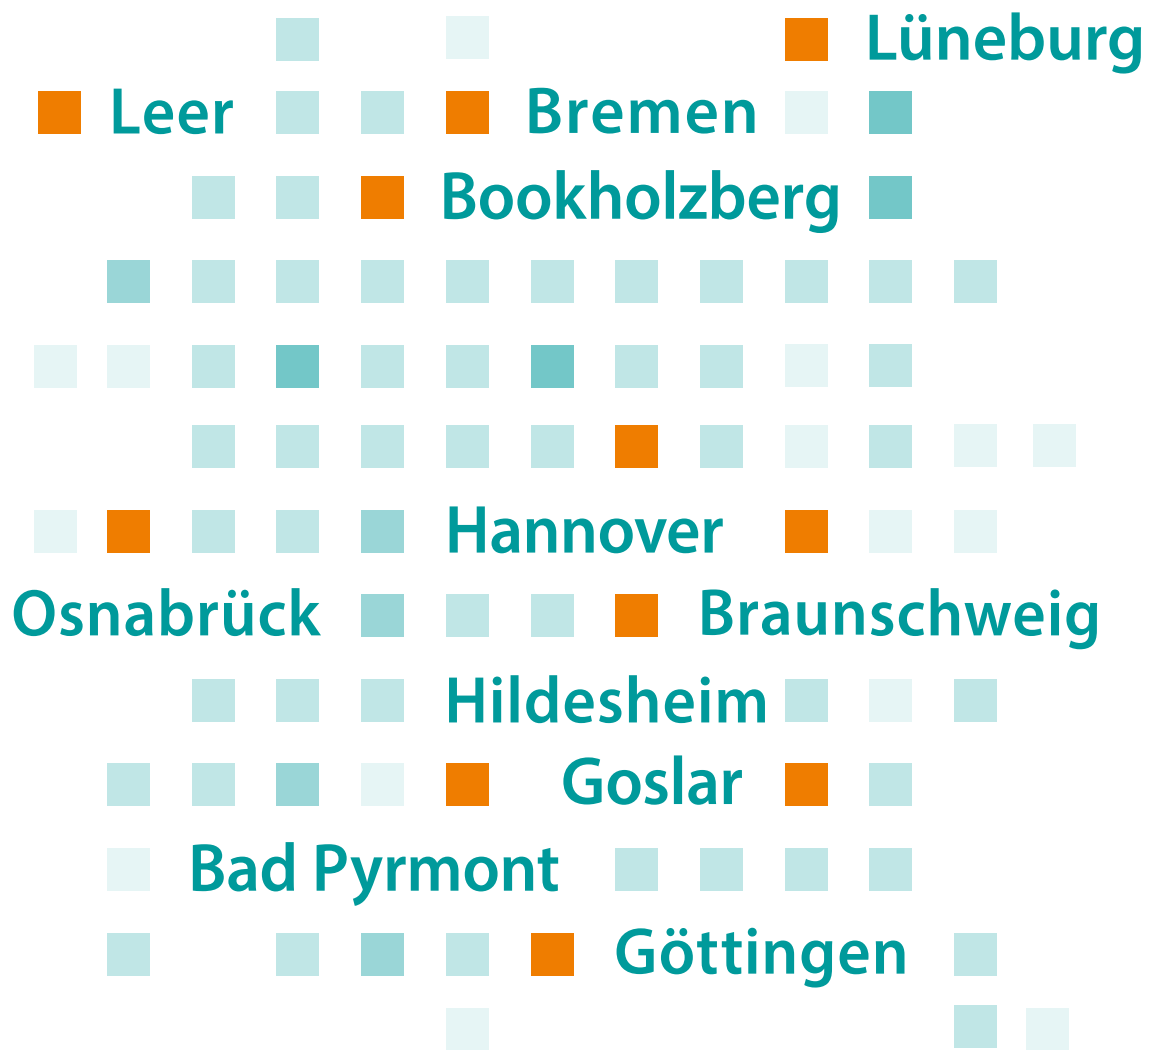 Lüneburg
Leer
Bremen
Bookholzberg
Hannover
Osnabrück
Braunschweig
Hildesheim
Goslar
Bad Pyrmont
Göttingen